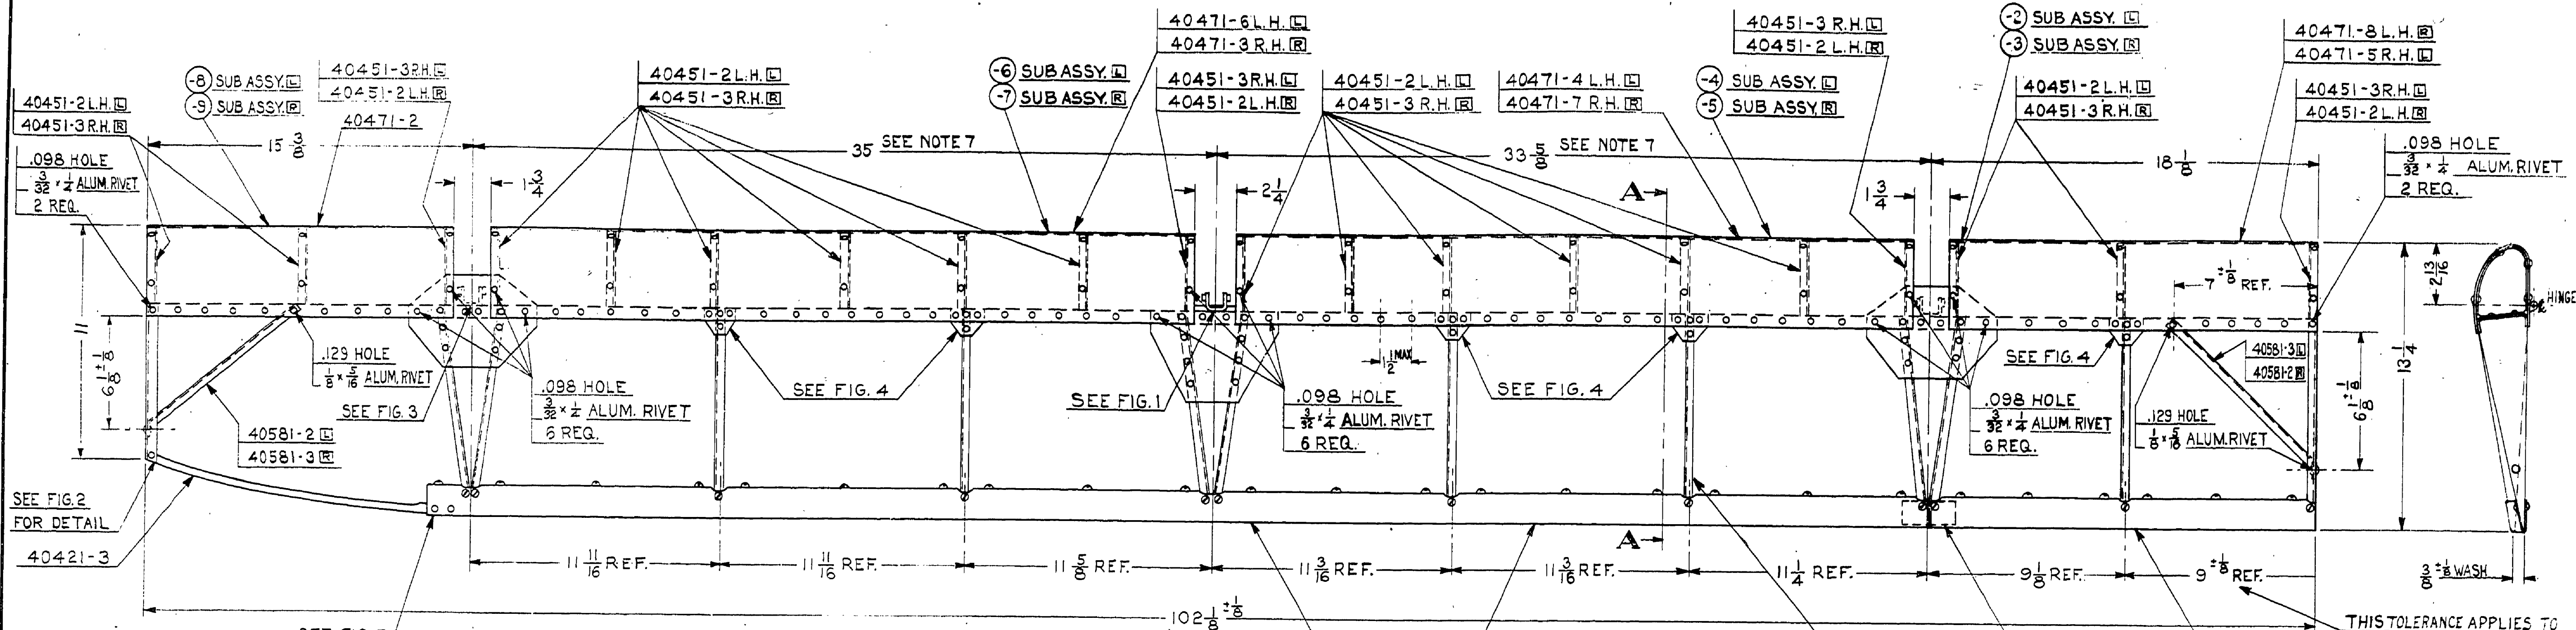 40471-6 L.H. L
40471-3 R.H. R
40451-3 R.H. L
40451-2 L.H. R
-2 SUB ASSY. L
-3 SUB ASSY. R
40471-8 L.H. R
40471-5 R.H. L
-8 SUB ASSY. L
-9 SUB ASSY. R
40451-3 R.H. L
40451-2 L.H. R
40471-2
40451-2 L.H. L
40451-3 R.H. R
-6 SUB ASSY. L
-7 SUB ASSY. R
40451-3 R.H. L
40451-2 L.H. R
40451-2 L.H. L
40451-3 R.H. R
40471-4 L.H. L
40471-7 R.H. R
-4 SUB ASSY. L
-5 SUB ASSY. R
40451-2 L.H. L
40451-3 R.H. R
40451-3 R.H. L
40451-2 L.H. R
40451-2 L.H. L
40451-3 R.H. R
15 3/8
35 SEE NOTE 7
33 5/8 SEE NOTE 7
18 1/8
.098 HOLE
3/32 x 1/4 ALUM. RIVET
2 REQ.
1 3/4
2 1/4
A
1 3/4
.098 HOLE
3/32 x 1/4 ALUM. RIVET
2 REQ.
11
6 1/8 ±1/8
.129 HOLE
1/8 x 5/16 ALUM. RIVET
SEE FIG. 3
.098 HOLE
3/32 x 1/4 ALUM. RIVET
6 REQ.
SEE FIG. 4
SEE FIG. 1
.098 HOLE
3/32 x 1/4 ALUM. RIVET
6 REQ.
1 1/2 MAX
SEE FIG. 4
.098 HOLE
3/32 x 1/4 ALUM. RIVET
6 REQ.
SEE FIG. 4
7 ±1/8 REF.
40581-3 L
40581-2 R
.129 HOLE
1/8 x 5/16 ALUM. RIVET
6 1/8 ±1/8
13 1/4
2 13/16
℄ HINGE
40581-2 L
40581-3 R
SEE FIG. 2
FOR DETAIL
40421-3
A
11 11/16 REF.
11 11/16 REF.
11 5/8 REF.
11 3/16 REF.
11 3/16 REF.
11 1/4 REF.
9 1/8 REF.
9 ±1/8 REF.
3/8 ±1/8 WASH
102 1/8 ±1/8
THIS TOLERANCE APPLIES TO